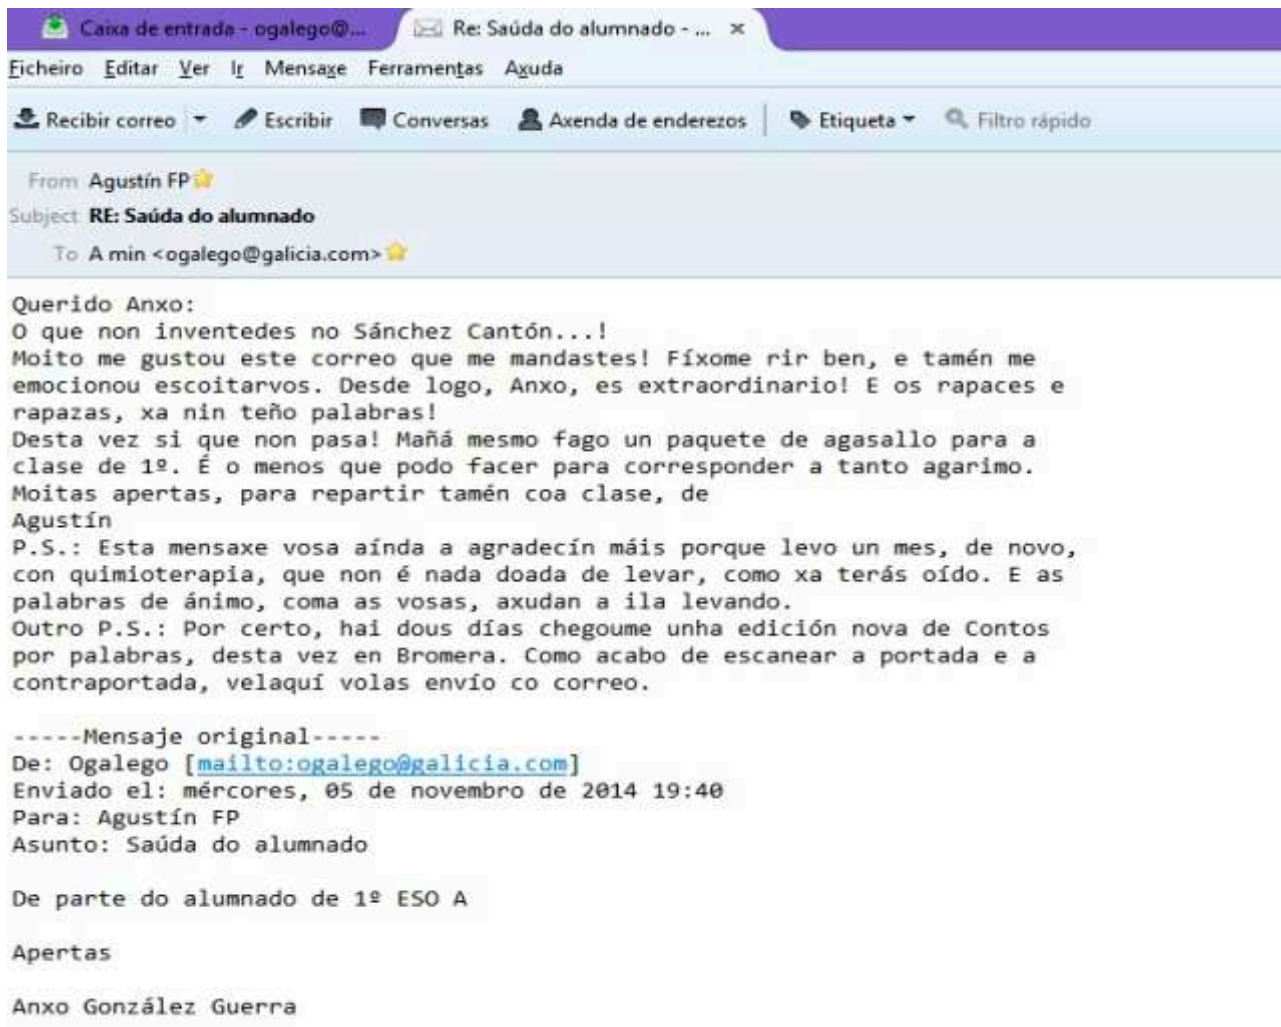 Caixa de entrada - ogalego@... Re: Saúda do alumnado - ... ×
Ficheiro Editar Ver Ir Mensaxe Ferramentas Axuda
Recibir correo Escribir Conversas Axenda de enderezos Etiqueta Filtro rápido
From Agustín FP
Subject RE: Saúda do alumnado
To A min <ogalego@galicia.com>
Querido Anxo:
O que non inventedes no Sánchez Cantón...!
Moito me gustou este correo que me mandastes! Fíxome rir ben, e tamén me
emocionou escoitarvos. Desde logo, Anxo, es extraordinario! E os rapaces e
rapazas, xa nin teño palabras!
Desta vez si que non pasa! Mañá mesmo fago un paquete de agasallo para a
clase de 1º. É o menos que podo facer para corresponder a tanto agarimo.
Moitas apertas, para repartir tamén coa clase, de
Agustín
P.S.: Esta mensaxe vosa aínda a agradecín máis porque levo un mes, de novo,
con quimioterapia, que non é nada doada de levar, como xa terás oído. E as
palabras de ánimo, coma as vosas, axudan a ila levando.
Outro P.S.: Por certo, hai dous días chegoume unha edición nova de Contos
por palabras, desta vez en Bromera. Como acabo de escanear a portada e a
contraportada, velaquí volas envío co correo.
-----Mensaje original-----
De: Ogalego [mailto:ogalego@galicia.com]
Enviado el: mércores, 05 de novembro de 2014 19:40
Para: Agustín FP
Asunto: Saúda do alumnado
De parte do alumnado de 1º ESO A
Apertas
Anxo González Guerra